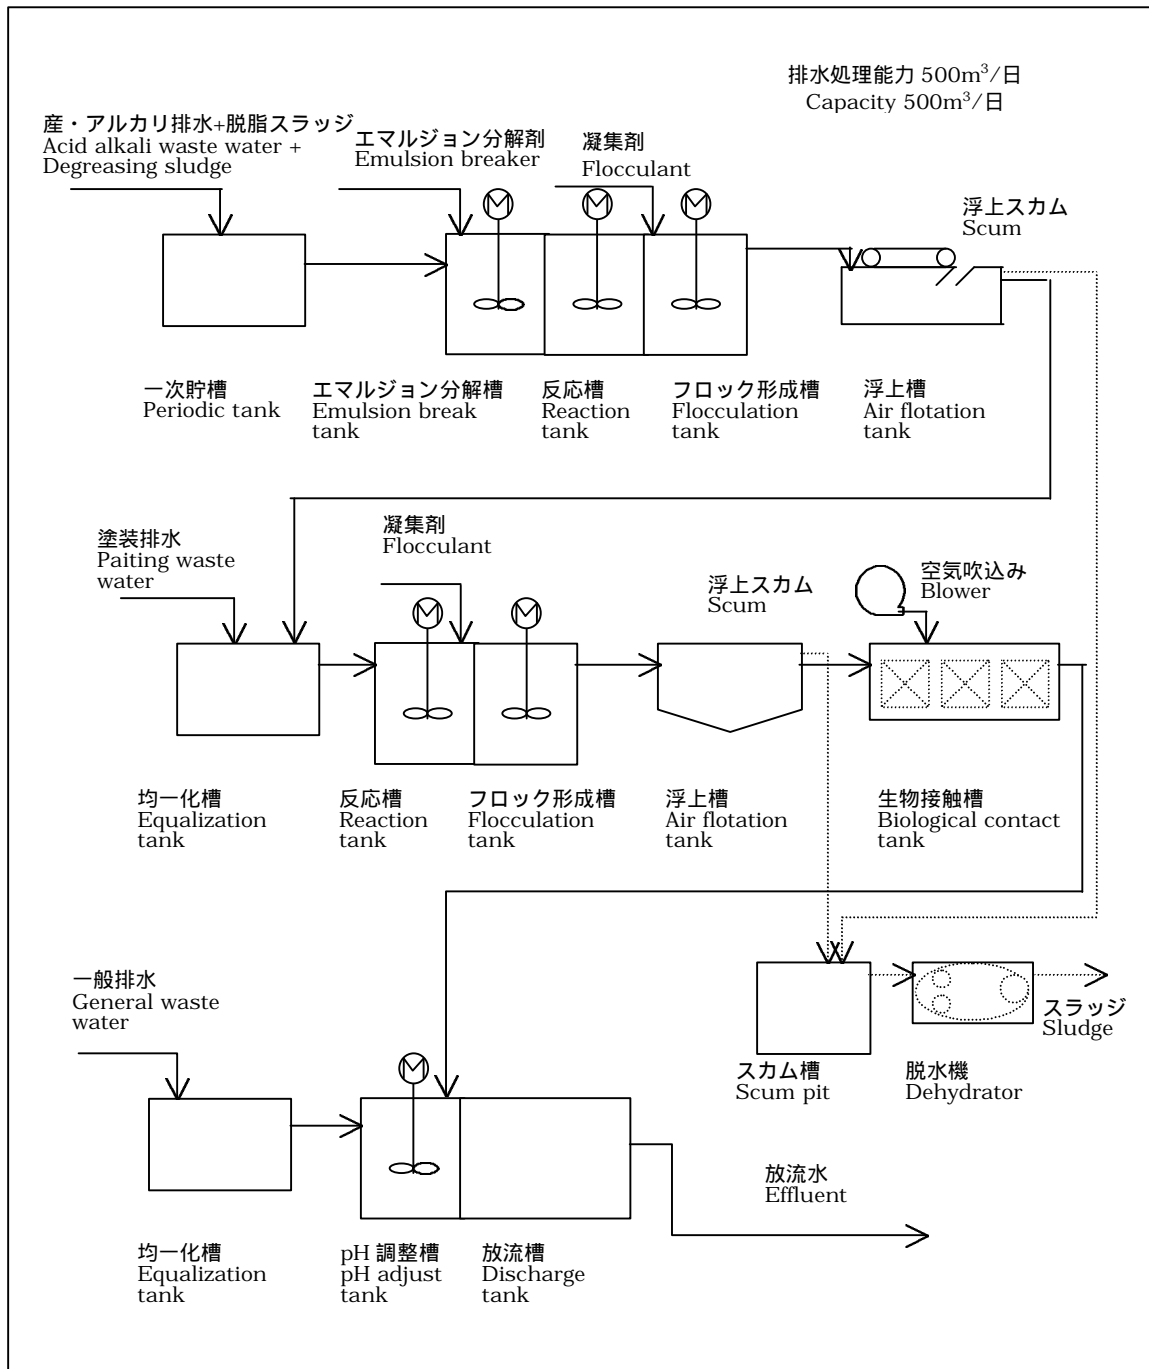 排水処理能力 500m³/日
Capacity 500m³/日
産・アルカリ排水+脱脂スラッジ
Acid alkali waste water +
Degreasing sludge
エマルジョン分解剤
Emulsion breaker
凝集剤
Flocculant
浮上スカム
Scum
M
M
M
一次貯槽
Periodic tank
エマルジョン分解槽
Emulsion break
tank
反応槽
Reaction
tank
フロック形成槽
Flocculation
tank
浮上槽
Air flotation
tank
塗装排水
Paiting waste
water
凝集剤
Flocculant
浮上スカム
Scum
空気吹込み
Blower
M
M
均一化槽
Equalization
tank
反応槽
Reaction
tank
フロック形成槽
Flocculation
tank
浮上槽
Air flotation
tank
生物接触槽
Biological contact
tank
一般排水
General waste
water
スラッジ
Sludge
M
スカム槽
Scum pit
脱水機
Dehydrator
放流水
Effluent
均一化槽
Equalization
tank
pH 調整槽
pH adjust
tank
放流槽
Discharge
tank